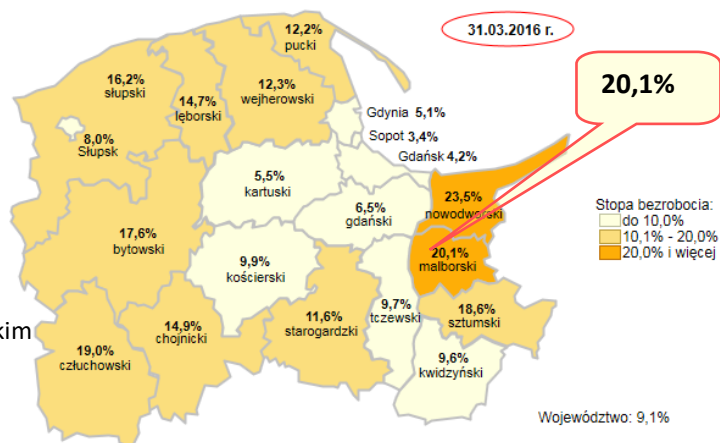 31.03.2016 r.
20,1%
12,2%
pucki
16,2%
słupski
14,7%
lęborski
12,3%
wejherowski
8,0%
Słupsk
Gdynia 5,1%
Sopot 3,4%
Gdańsk 4,2%
5,5%
kartuski
6,5%
gdański
23,5%
nowodworski
17,6%
bytowski
9,9%
kościerski
20,1%
malborski
Stopa bezrobocia:
do 10,0%
10,1% - 20,0%
20,0% i więcej
kim
19,0%
człuchowski
14,9%
chojnicki
11,6%
starogardzki
9,7%
tczewski
18,6%
sztumski
9,6%
kwidzyński
Województwo: 9,1%